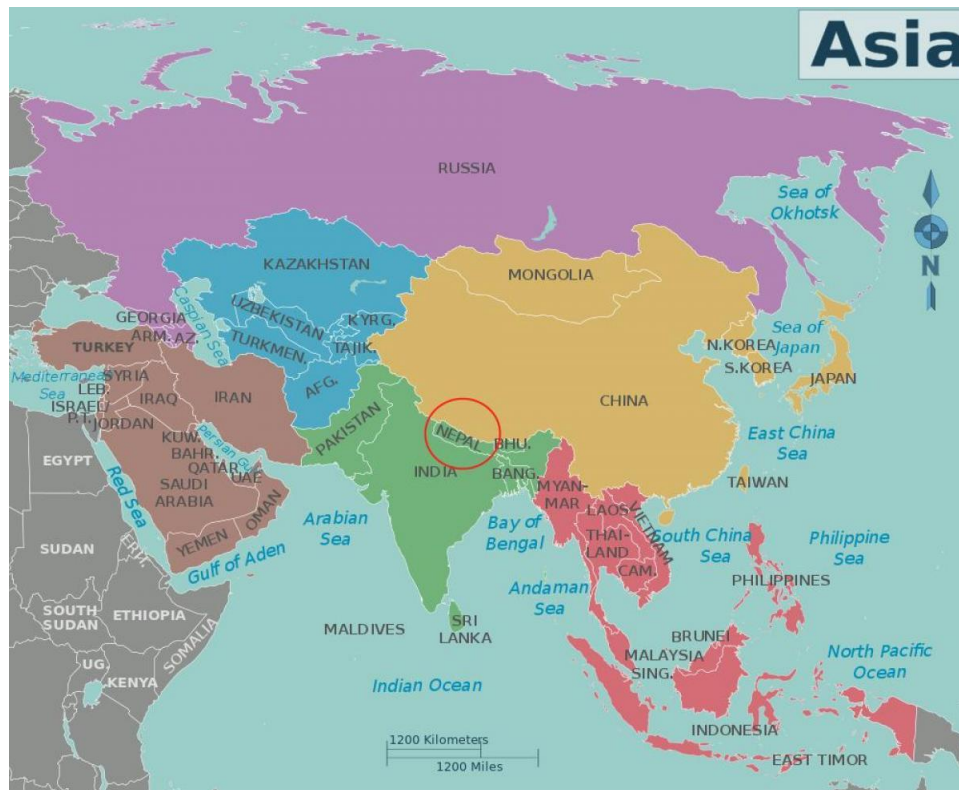 Asia
RUSSIA
Sea of
Okhotsk
N
KAZAKHSTAN
MONGOLIA
Caspian Sea
UZBEKISTAN
KYRG.
GEORGIA
ARM.
AZ.
TURKMEN.
TAJIK.
TURKEY
N.KOREA
S.KOREA
Sea of
Japan
JAPAN
Mediterranean
Sea
SYRIA
LEB.
ISRAEL/
P.T.
JORDAN
IRAQ
IRAN
AFG.
PAKISTAN
CHINA
NEPAL
BHU.
KUW.
Persian Gulf
BAHR.
QATAR
UAE
EGYPT
Red Sea
SAUDI
ARABIA
OMAN
INDIA
BANG.
MYAN-
MAR
East China
Sea
TAIWAN
LAOS
VIETNAM
Arabian
Sea
Bay of
Bengal
THAI-
LAND
CAM.
South China
Sea
Philippine
Sea
YEMEN
Gulf of Aden
SUDAN
ERIT.
Andaman
Sea
PHILIPPINES
SOUTH
SUDAN
ETHIOPIA
SOMALIA
MALDIVES
SRI
LANKA
BRUNEI
MALAYSIA
SING.
North Pacific
Ocean
UG.
KENYA
Indian Ocean
INDONESIA
EAST TIMOR
1200 Kilometers
1200 Miles